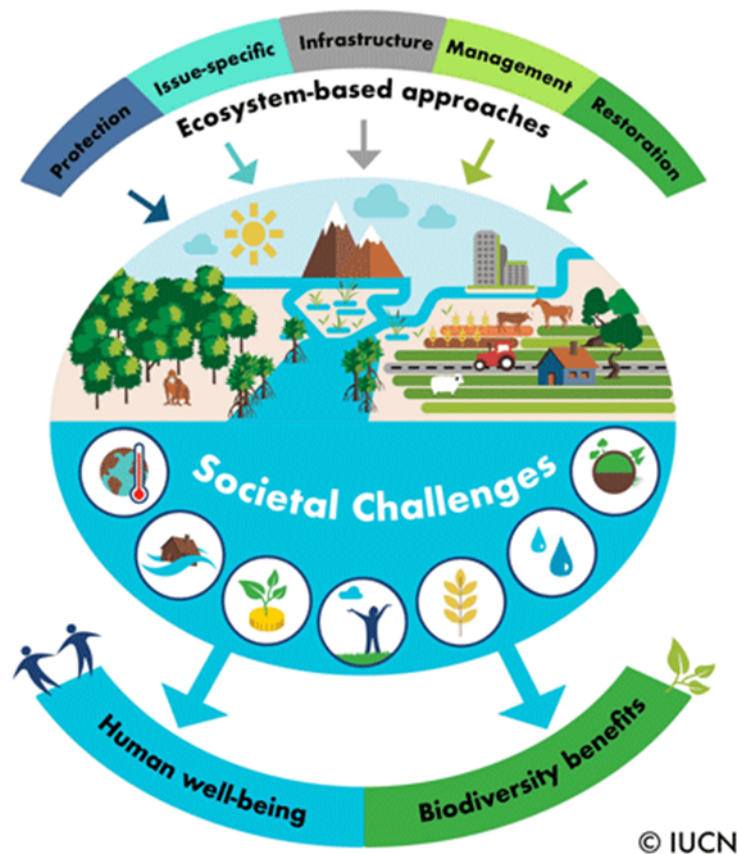 Protection
Issue-specific
Infrastructure
Management
Restoration
Ecosystem-based approaches
Societal Challenges
Human well-being
Biodiversity benefits
© IUCN